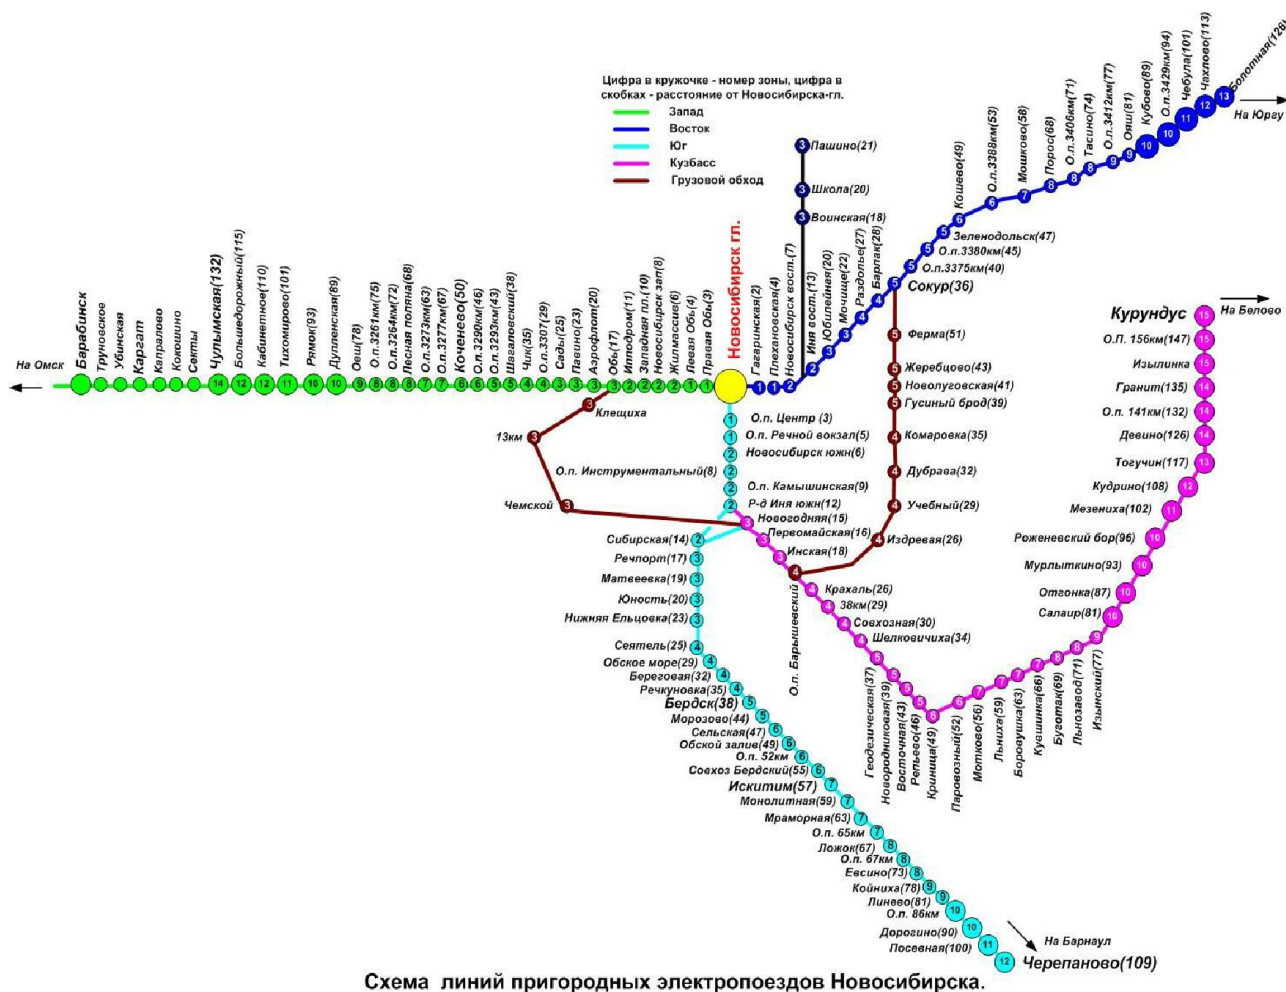 Цифра в кружочке - номер зоны, цифра в
скобках - расстояние от Новосибирска-гл.
Запад
Восток
Юг
Кузбасс
Грузовой обход
На Омск
Барабинск
Труновское
Убинская
Каргат
Капралово
Кокошино
Секты
Чулымская(132)
Большедорожный(115)
Кабинетное(110)
Тихомирово(101)
Рямок(93)
Дупленская(89)
Оеш(78)
О.п.3261км(75)
О.п.3264км(72)
Лесная поляна(68)
О.п.7273км(63)
О.п.7277км(67)
Коченево(50)
О.п.3290км(46)
О.п.3293км(43)
Шагаловский(38)
Чик(35)
О.п.3307(29)
Сады(25)
Павино(23)
Аэрофлот(20)
Обь(17)
Ипподром(11)
Западная пл.(10)
Новосибирск зап(8)
Жилмассив(6)
Левая Обь(4)
Правая Обь(3)
Новосибирск гл.
Гагаринская(2)
Плехановская(4)
Новосибирск вост.(7)
Иня вост.(13)
Юбилейная(20)
Мочище(22)
Раздолье(27)
Барлак(28)
Пашино(21)
Школа(20)
Воинская(18)
Сокур(36)
О.п.3375км(40)
О.п.3380км(45)
Зеленодольск(47)
Кошево(49)
О.п.3388км(53)
Мошково(58)
Порос(68)
О.п.3406км(71)
Тасино(74)
О.п.3412км(77)
Ояш(81)
Кубово(89)
О.п.3429км(94)
Чебула(101)
Чахлово(113)
Болотная(126)
На Юргу
Ферма(51)
Жеребцово(43)
Новолуговская(41)
Гусиный брод(39)
Комаровка(35)
Дубрава(32)
Учебный(29)
Издревая(26)
Клещиха
13км
Чемской
О.п. Центр (3)
О.п. Речной вокзал(5)
Новосибирск южн(6)
О.п. Инструментальный(8)
О.п. Камышинская(9)
Р-д Иня южн(12)
Новогодняя(15)
Первомайская(16)
Инская(18)
О.п. Барышевский
Крахаль(26)
38км(29)
Совхозная(30)
Шелковичиха(34)
Геодезическая(37)
Новородниковая(39)
Восточная(43)
Репьево(46)
Криница(49)
Паровозный(52)
Мотково(56)
Льниха(59)
Боровушка(63)
Кувшинка(66)
Буготак(69)
Льнозавод(71)
Изынский(77)
Салаир(81)
Отгонка(87)
Мурлыткино(93)
Роженевский бор(96)
Мезениха(102)
Кудрино(108)
Тогучин(117)
Девино(126)
О.п. 141км(132)
Гранит(135)
Изылинка
О.П. 156км(147)
Курундус
На Белово
Сибирская(14)
Речпорт(17)
Матвеевка(19)
Юность(20)
Нижняя Ельцовка(23)
Сеятель(25)
Обское море(29)
Береговая(32)
Речкуновка(35)
Бердск(38)
Морозово(44)
Сельская(47)
Обской залив(49)
О.п. 52км
Совхоз Бердский(55)
Искитим(57)
Монолитная(59)
Мраморная(63)
О.п. 65км
Ложок(67)
О.п. 67км
Евсино(73)
Койниха(78)
Линево(81)
О.п. 86км
Дорогино(90)
Посевная(100)
Черепаново(109)
На Барнаул
Схема линий пригородных электропоездов Новосибирска.